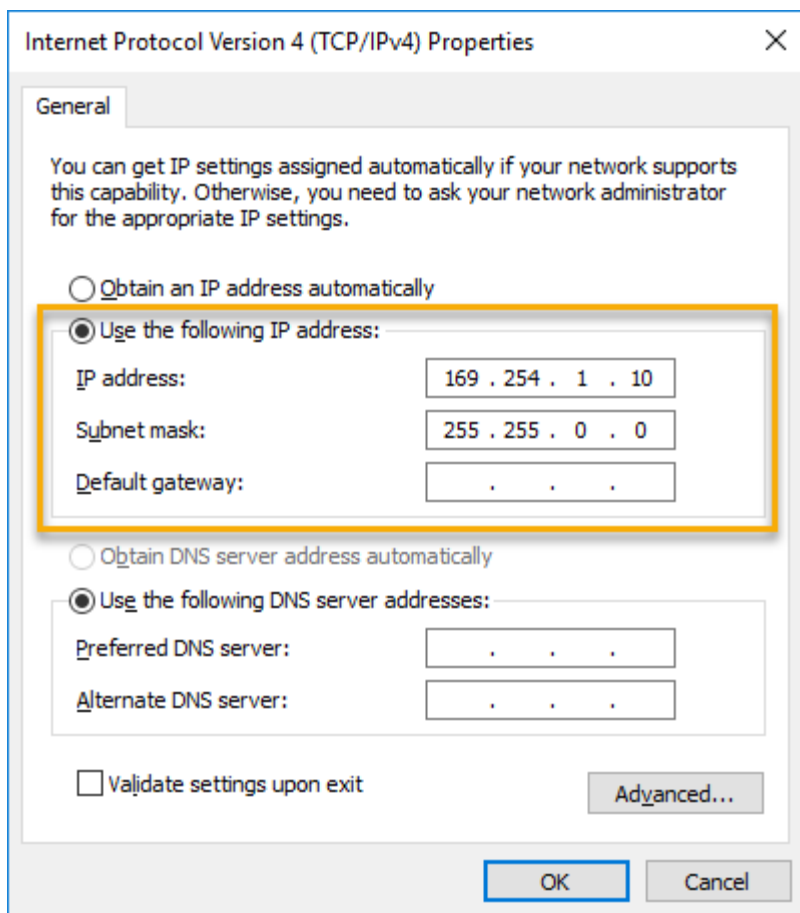 Internet Protocol Version 4 (TCP/IPv4) Properties
General
You can get IP settings assigned automatically if your network supports
this capability. Otherwise, you need to ask your network administrator
for the appropriate IP settings.
Obtain an IP address automatically
Use the following IP address:
IP address: 169 . 254 . 1 . 10
Subnet mask: 255 . 255 . 0 . 0
Default gateway: . . .
Obtain DNS server address automatically
Use the following DNS server addresses:
Preferred DNS server: . . .
Alternate DNS server: . . .
Validate settings upon exit
Advanced...
OK Cancel